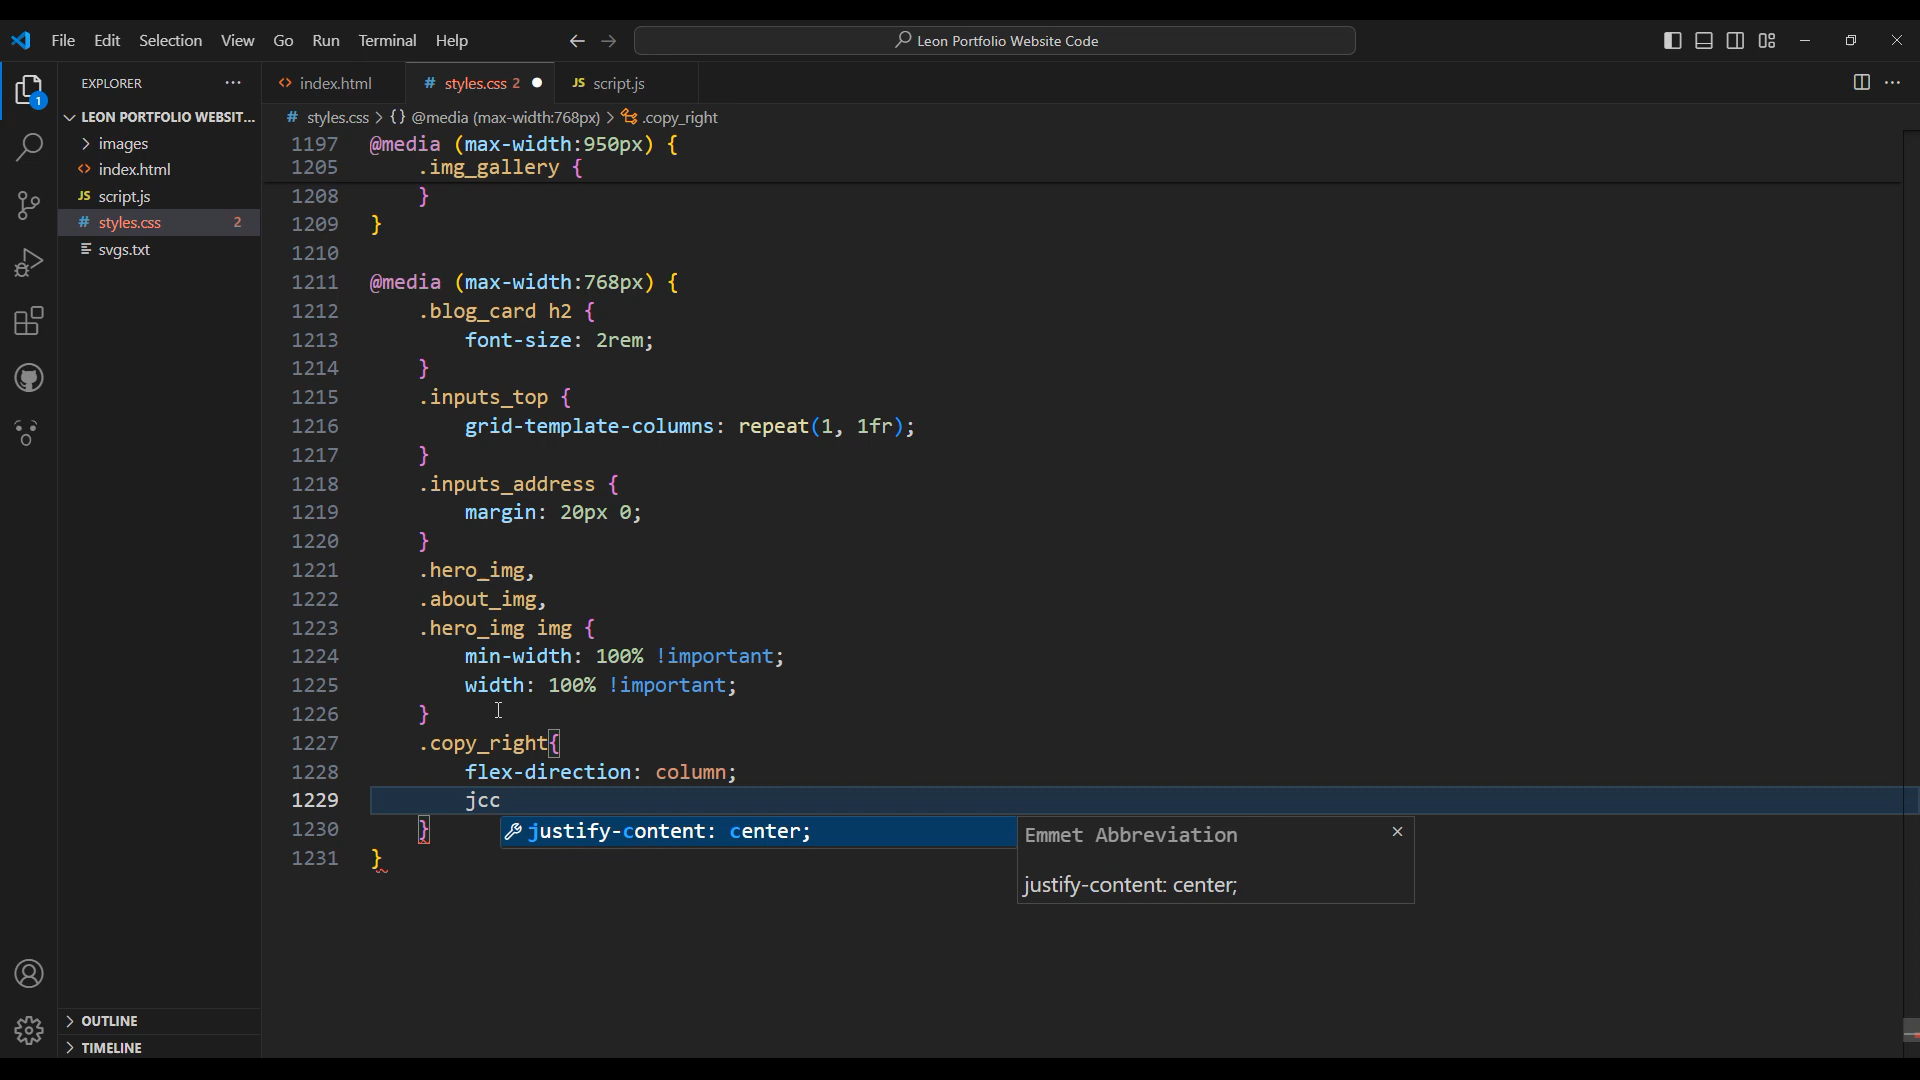 File Edit Selection View Go Run Terminal Help
Leon Portfolio Website Code
EXPLORER
index.html
# styles.css 2
JS script.js
1
LEON PORTFOLIO WEBSIT...
# styles.css > {} @media (max-width:768px) > .copy_right
images
index.html
JS script.js
# styles.css 2
svgs.txt
1197 @media (max-width:950px) {
1205 .img_gallery {
1208 }
1209 }
1210
1211 @media (max-width:768px) {
1212 .blog_card h2 {
1213 font-size: 2rem;
1214 }
1215 .inputs_top {
1216 grid-template-columns: repeat(1, 1fr);
1217 }
1218 .inputs_address {
1219 margin: 20px 0;
1220 }
1221 .hero_img,
1222 .about_img,
1223 .hero_img img {
1224 min-width: 100% !important;
1225 width: 100% !important;
1226 }
1227 .copy_right{
1228 flex-direction: column;
1229 jcc
1230 }
1231 }
justify-content: center;
Emmet Abbreviation
justify-content: center;
OUTLINE
TIMELINE